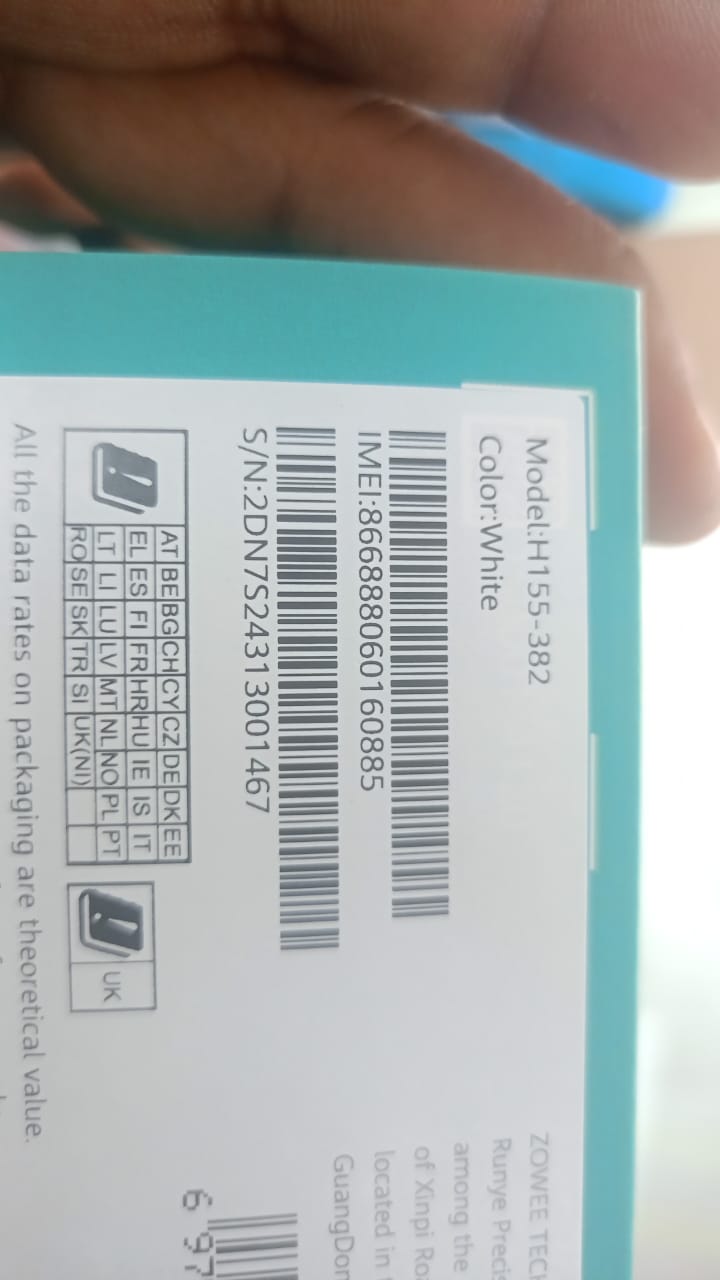 Model:H155-382
Color:White
IMEI:866888060160885
S/N:2DN7S24313001467
AT BE BG CH CY CZ DE DK EE
EL ES FI FR HR HU IE IS IT
LT LI LU LV MT NL NO PL PT
RO SE SK TR SI UK(NI)
UK
All the data rates on packaging are theoretical value.
ZOWEE TEC
Runye Precis
among the
of Xinpi Ro
located in
GuangDon
6 97